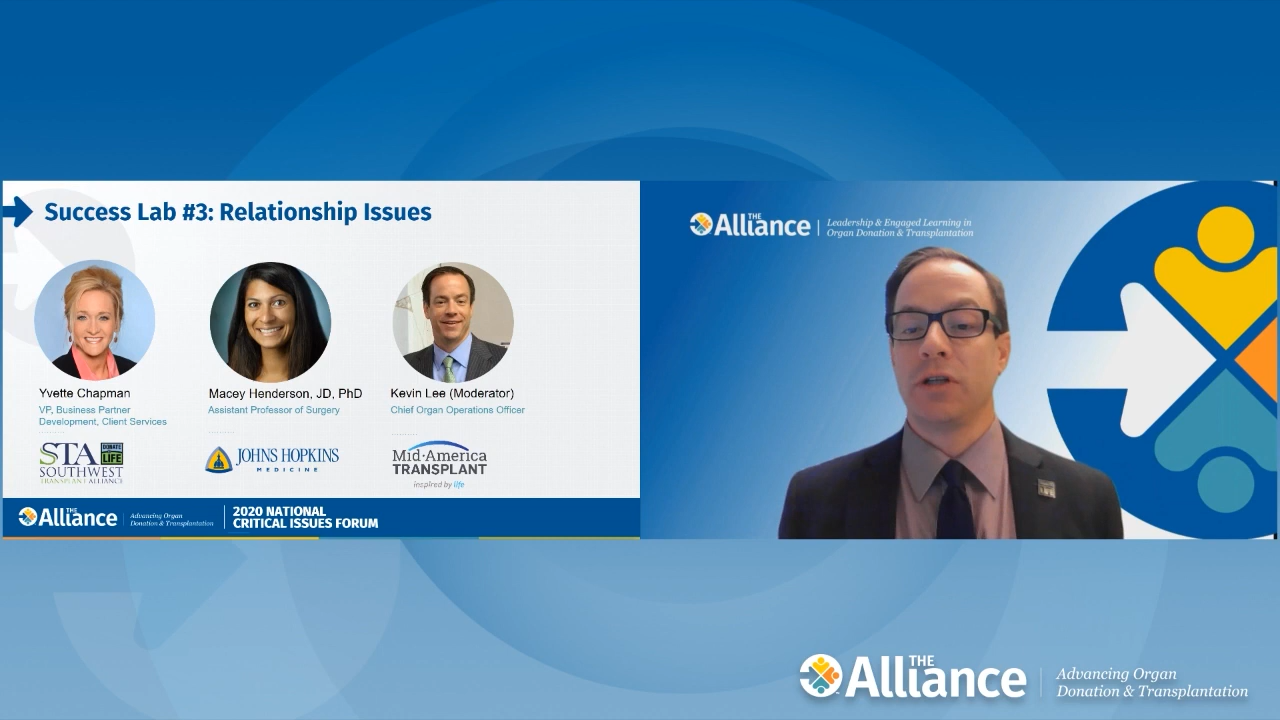 Success Lab #3: Relationship Issues
Yvette Chapman
VP, Business Partner
Development, Client Services
STA
DONATE
LIFE
SOUTHWEST
TRANSPLANT ALLIANCE
Macey Henderson, JD, PhD
Assistant Professor of Surgery
JOHNS HOPKINS
MEDICINE
Kevin Lee (Moderator)
Chief Organ Operations Officer
Mid-America
TRANSPLANT
inspired by life
THE
Alliance
Advancing Organ
Donation & Transplantation
2020 NATIONAL
CRITICAL ISSUES FORUM
THE
Alliance
Leadership & Engaged Learning in
Organ Donation & Transplantation
THE
Alliance
Advancing Organ
Donation & Transplantation